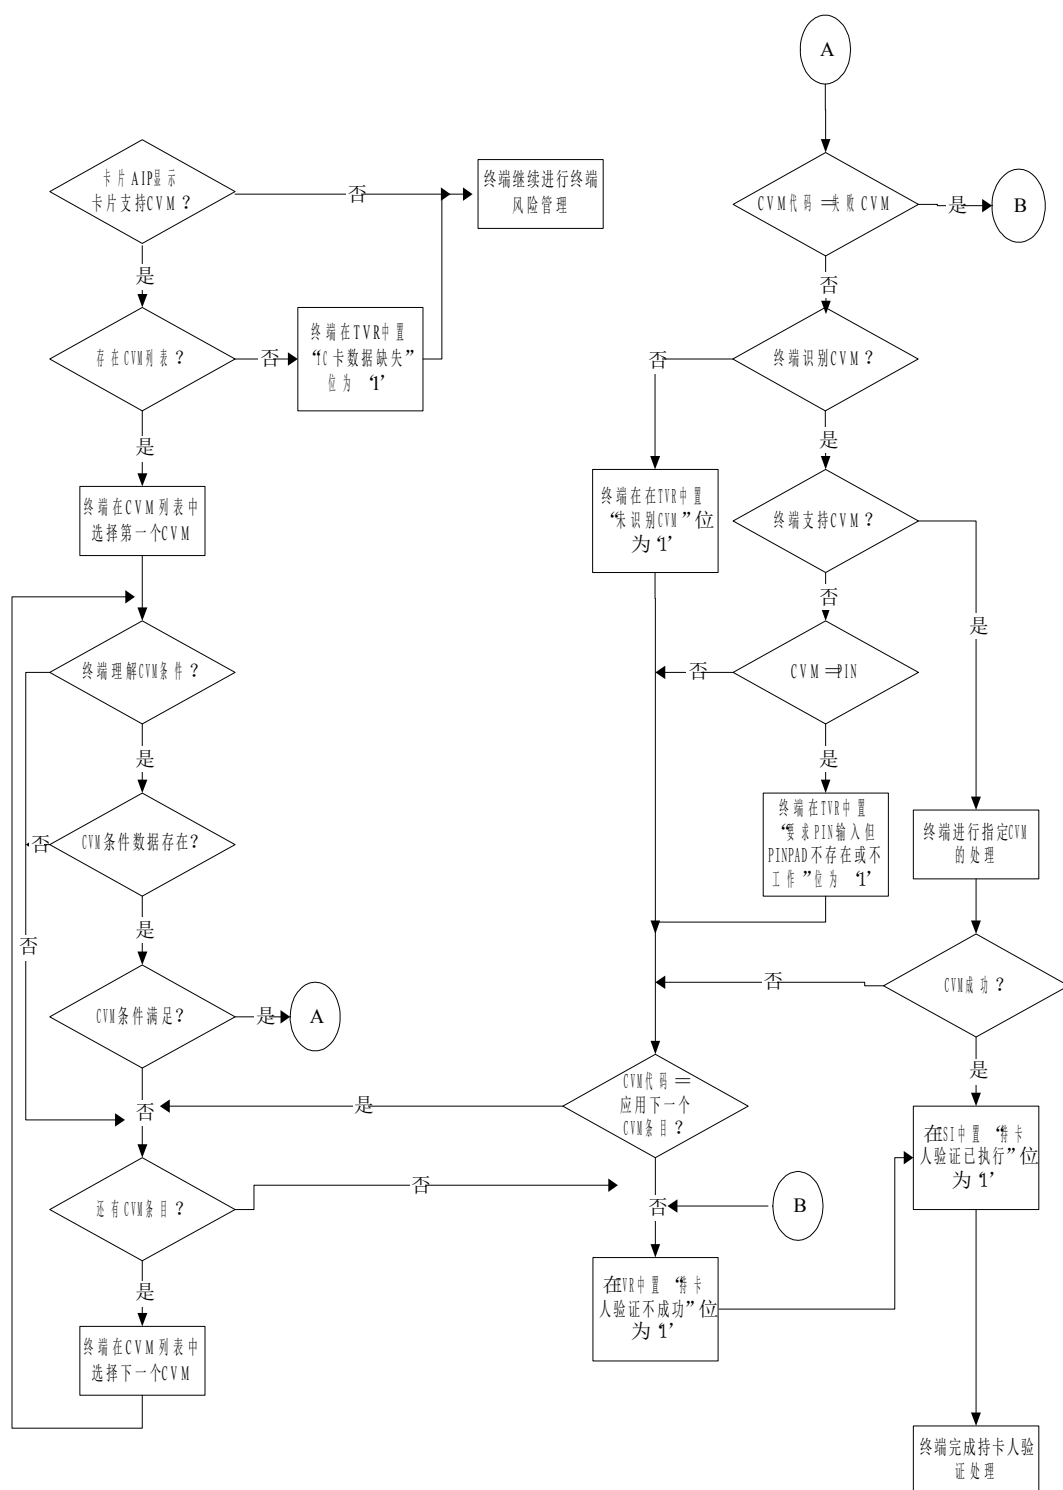 卡片AIP显示
卡片支持CVM？
否
终端继续进行终端
风险管理
是
存在CVM列表？
否
终端在TVR中置
“IC卡数据缺失”
位为‘1’
是
终端在CVM列表中
选择第一个CVM
终端理解CVM条件？
是
CVM条件数据存在？
否
是
否
CVM条件满足？
是
A
否
还有CVM条目？
否
是
终端在CVM列表中
选择下一个CVM
A
CVM代码＝失败CVM
是
B
否
终端识别CVM？
否
是
终端在在TVR中置
“未识别CVM”位
为‘1’
终端支持CVM？
否
是
CVM＝PIN
否
是
终端在TVR中置
“要求PIN输入但
PINPAD不存在或不
工作”位为‘1’
终端进行指定CVM
的处理
CVM成功？
否
是
CVM代码＝
应用下一个
CVM条目？
是
否
B
在TVR中置“持卡
人验证不成功”位
为‘1’
在TSI中置“持卡
人验证已执行”位
为‘1’
终端完成持卡人验
证处理